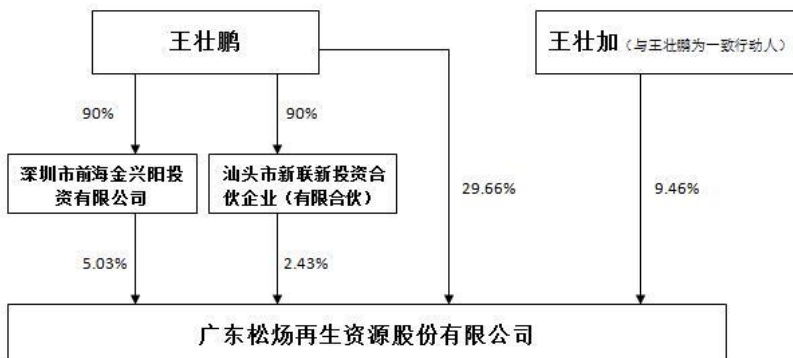 王壮鹏
王壮加（与王壮鹏为一致行动人）
90%
90%
深圳市前海金兴阳投
资有限公司
汕头市新联新投资合
伙企业（有限合伙）
29.66%
9.46%
5.03%
2.43%
广东松炀再生资源股份有限公司